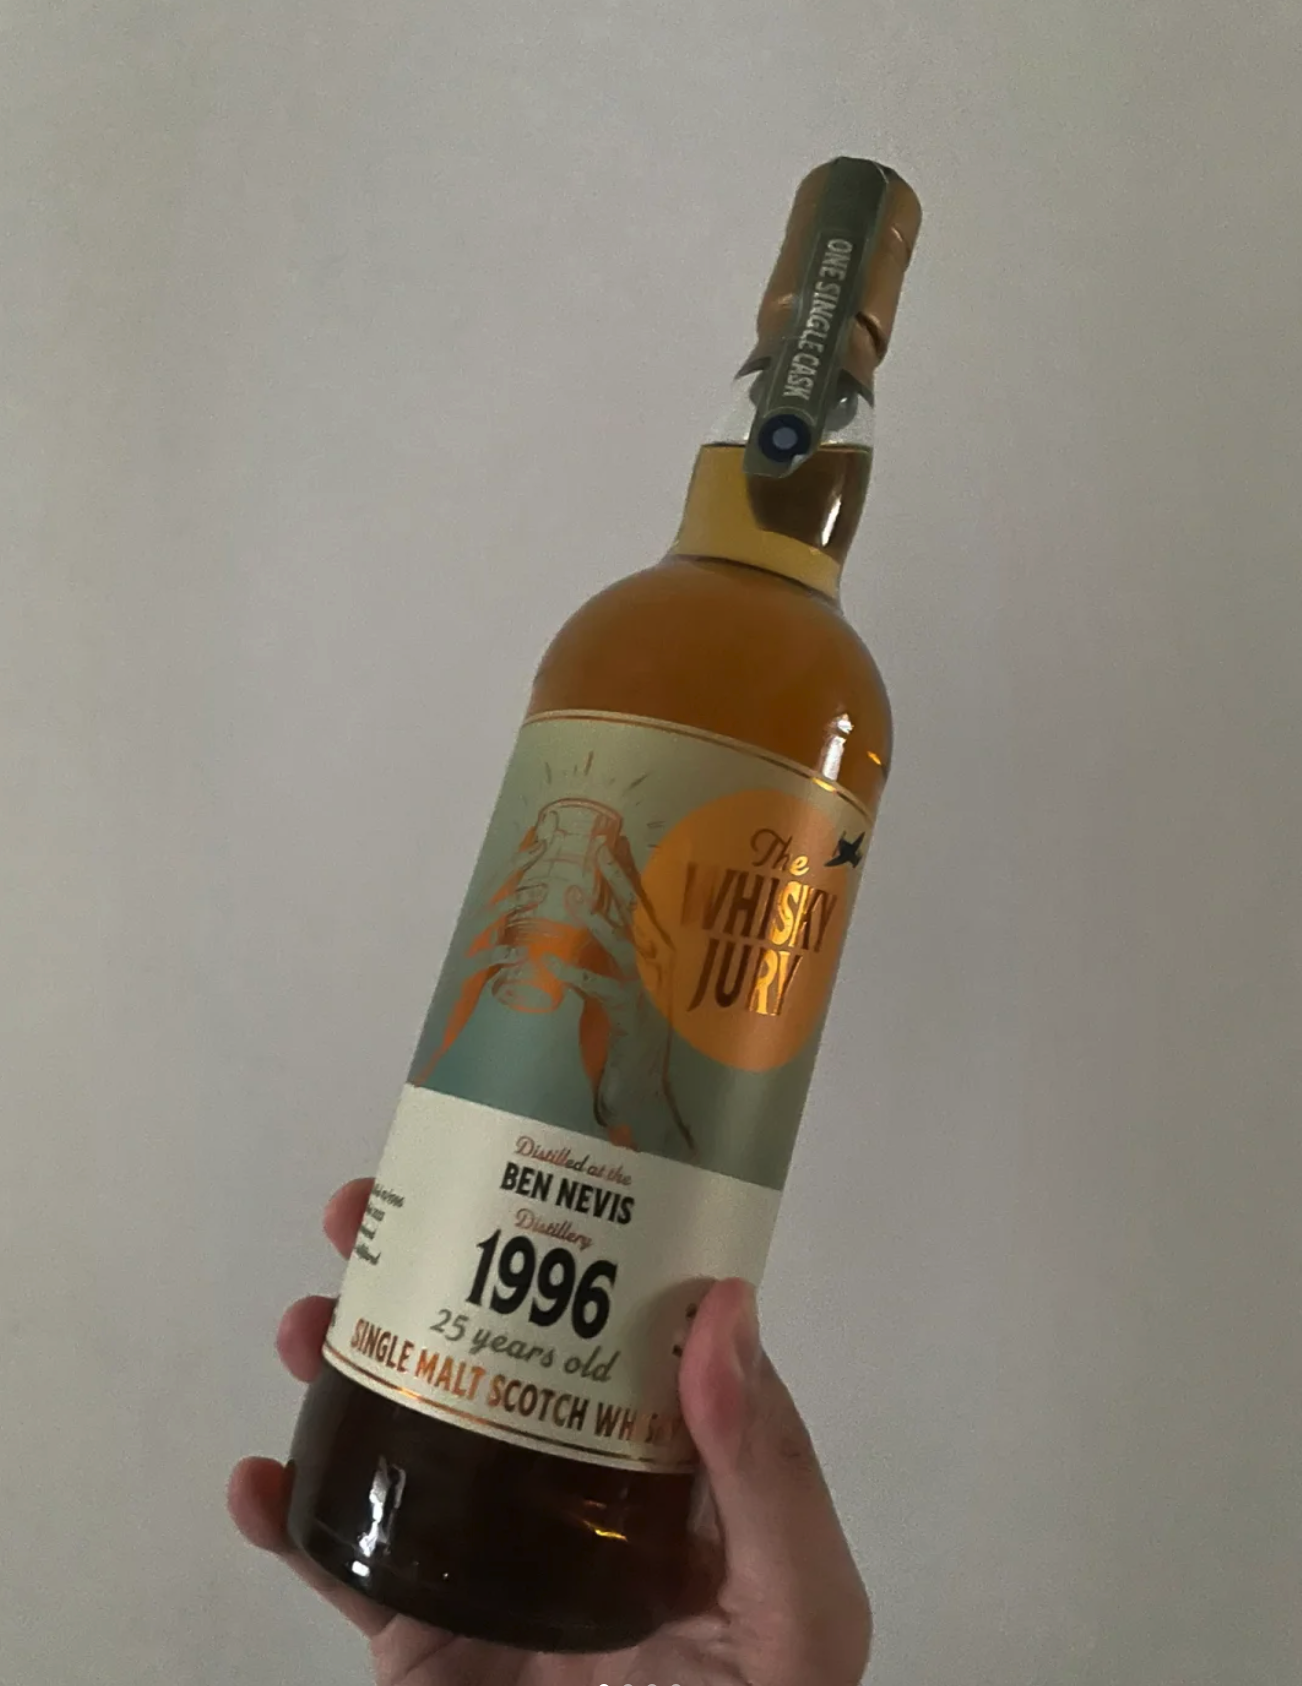 ONE SINGLE CASK
The
WHISKY
JURY
Distilled at the
BEN NEVIS
Distillery
1996
25 years old
SINGLE MALT SCOTCH WHISKY